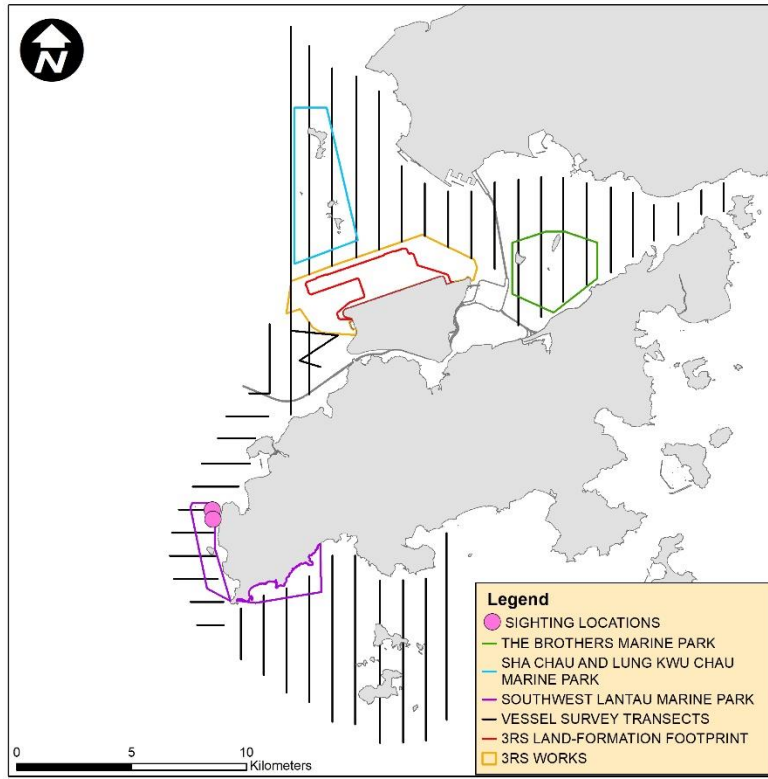 N
Legend
SIGHTING LOCATIONS
THE BROTHERS MARINE PARK
SHA CHAU AND LUNG KWU CHAU
MARINE PARK
SOUTHWEST LANTAU MARINE PARK
VESSEL SURVEY TRANSECTS
3RS LAND-FORMATION FOOTPRINT
3RS WORKS
0 5 10
Kilometers